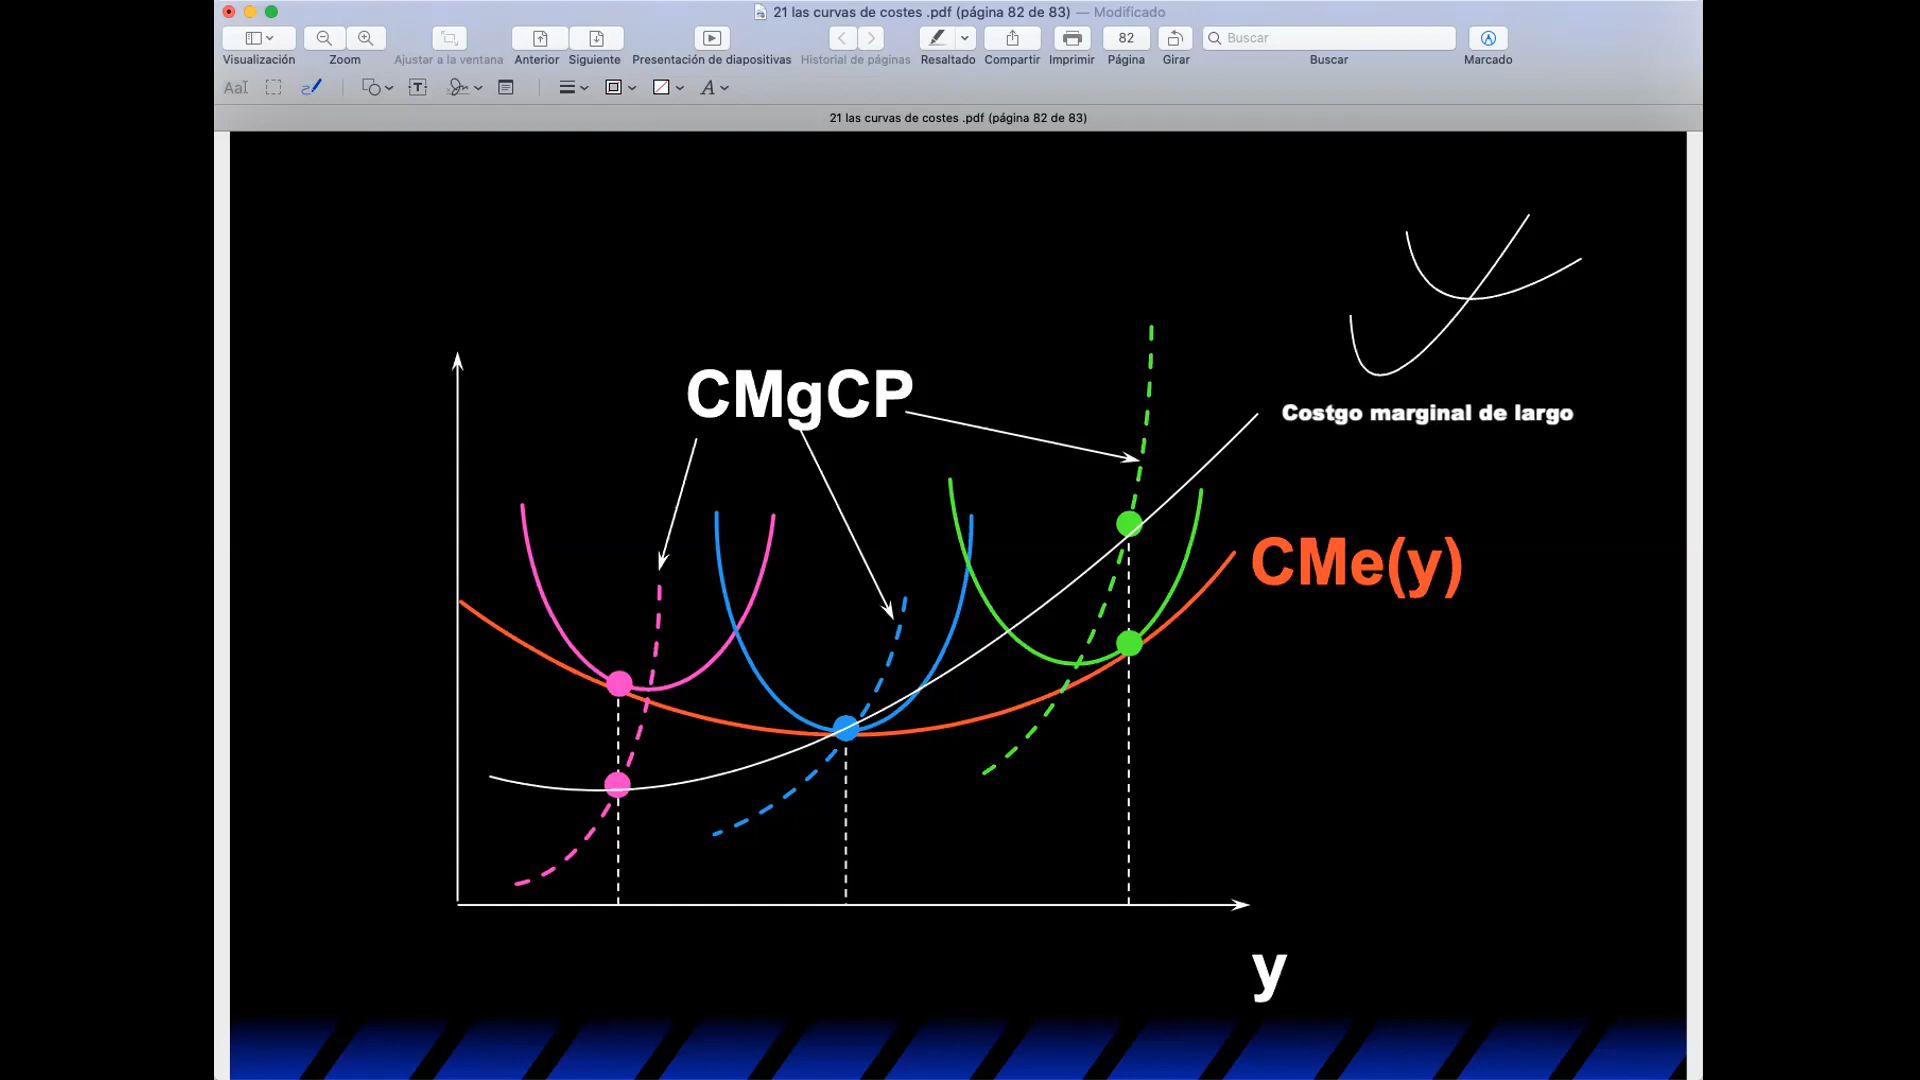 21 las curvas de costes .pdf (página 82 de 83) — Modificado
82
Buscar
Visualización
Zoom
Ajustar a la ventana
Anterior
Siguiente
Presentación de diapositivas
Historial de páginas
Resaltado
Compartir
Imprimir
Página
Girar
Buscar
Marcado
21 las curvas de costes .pdf (página 82 de 83)
CMgCP
Costgo marginal de largo
CMe(y)
y